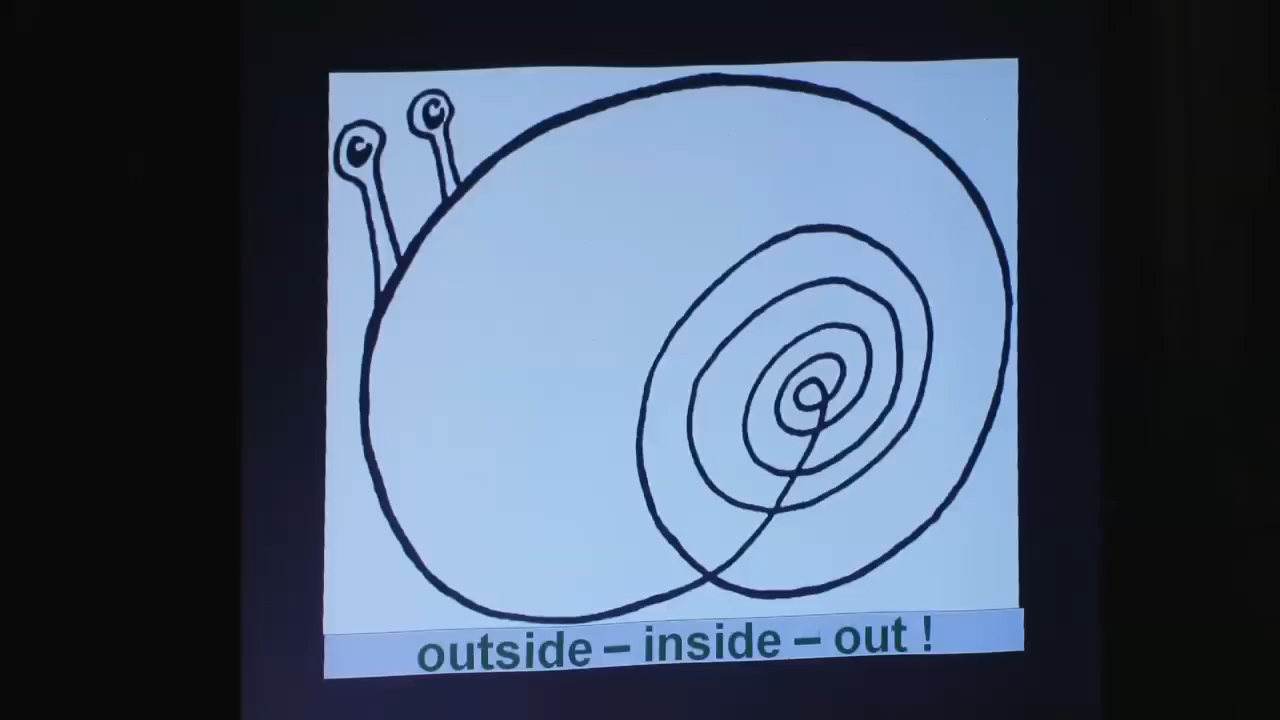 outside – inside – out !